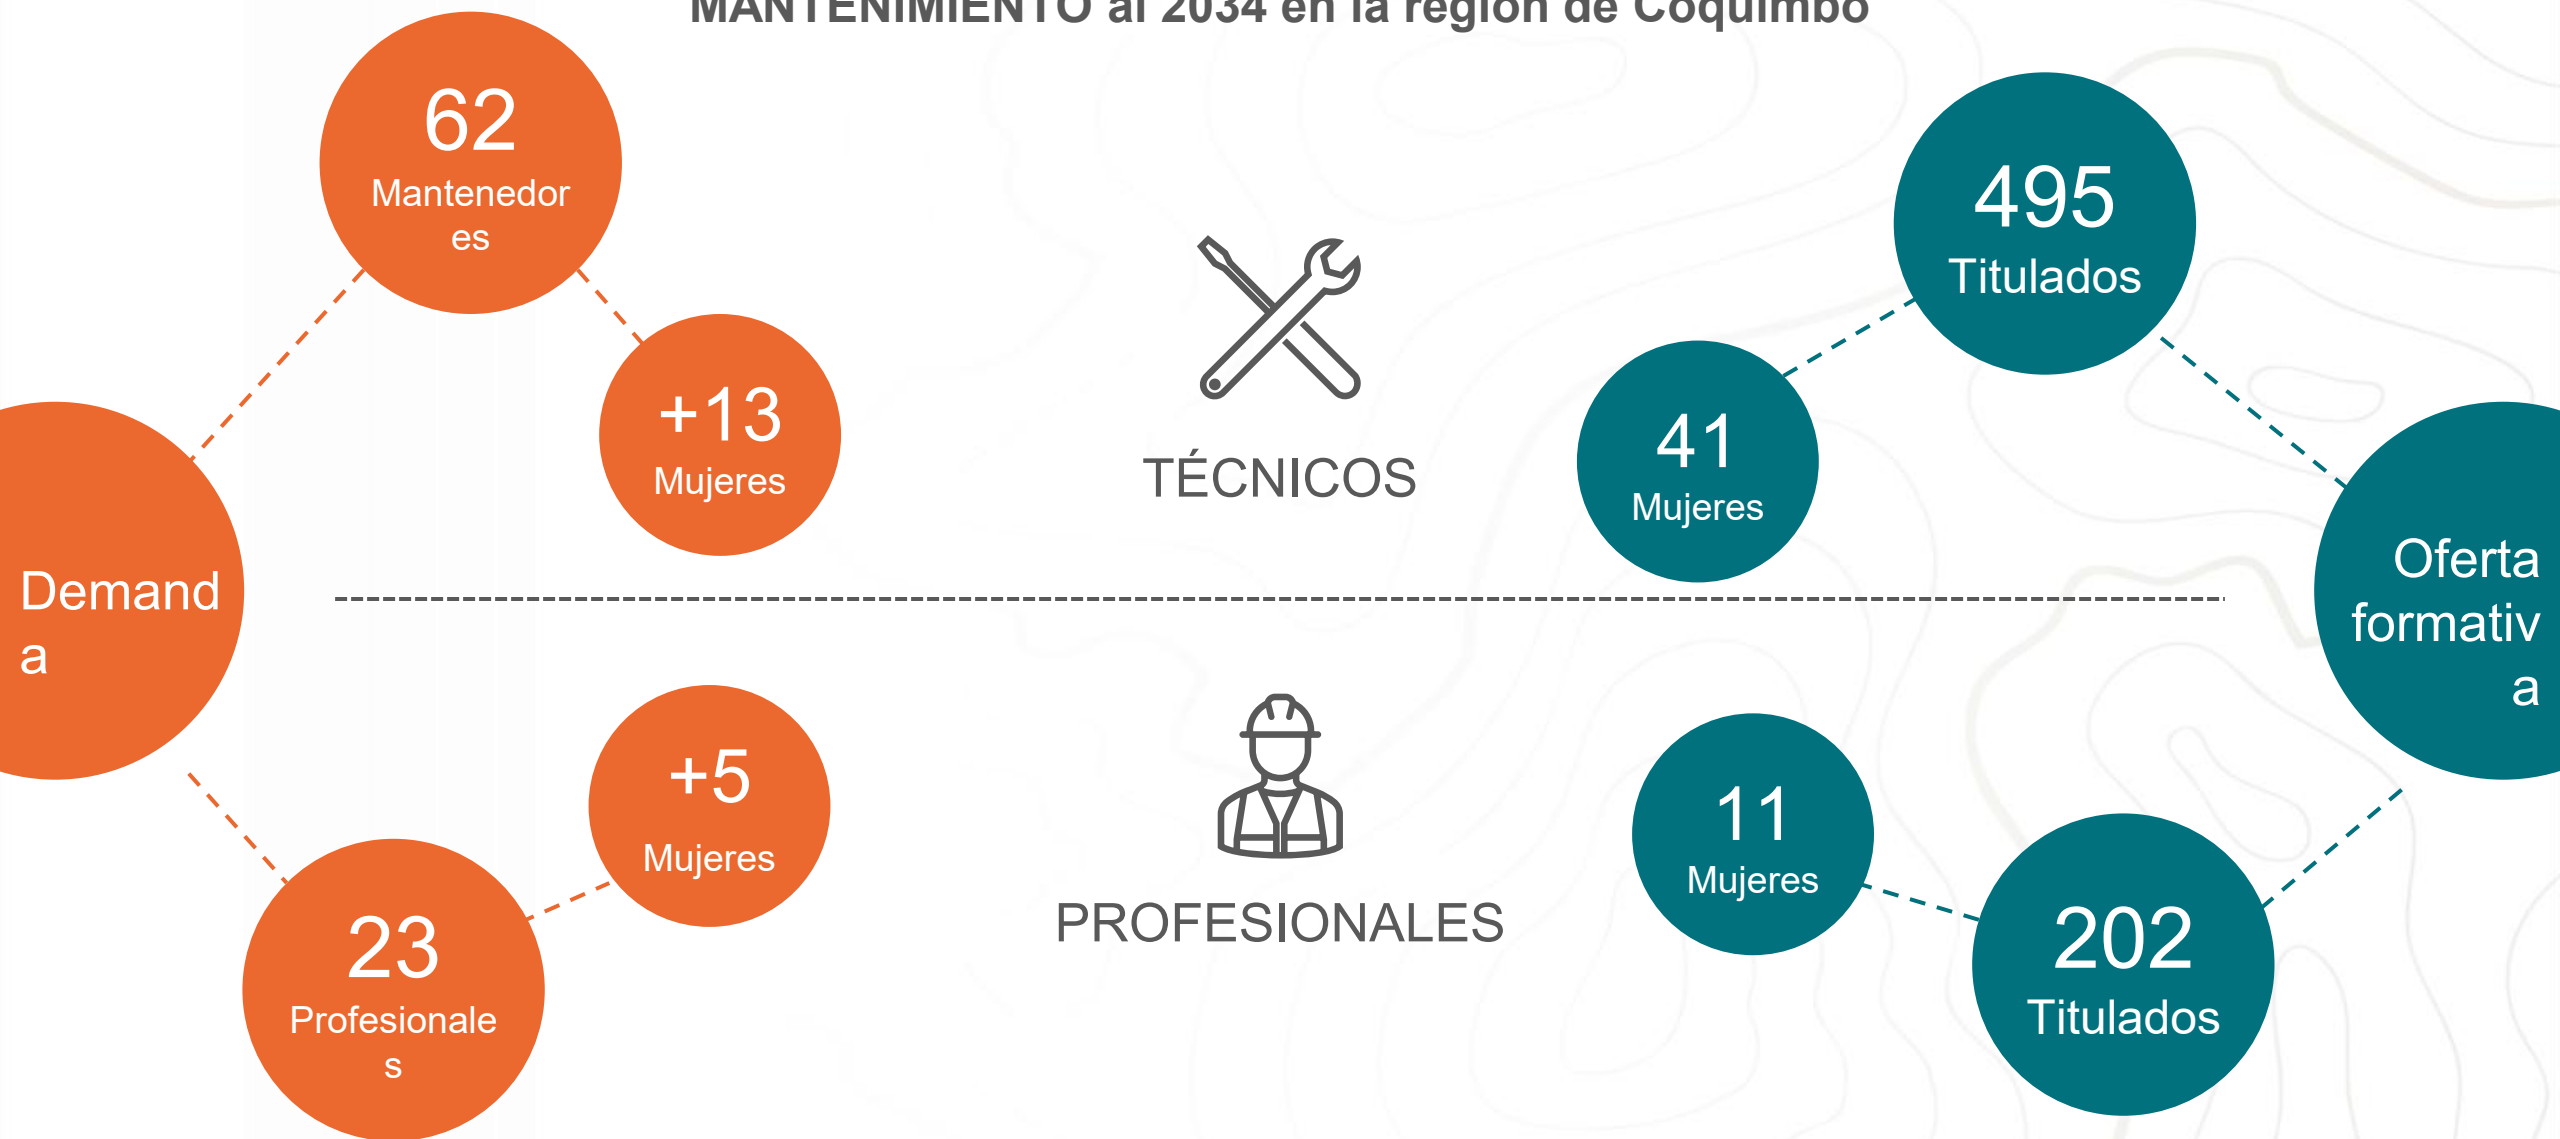 MANTENIMIENTO al 2034 en la región de Coquimbo
62
Mantenedor
es
+13
Mujeres
Demand
a
+5
Mujeres
23
Profesionale
s
TÉCNICOS
PROFESIONALES
495
Titulados
41
Mujeres
Oferta
formativ
a
11
Mujeres
202
Titulados